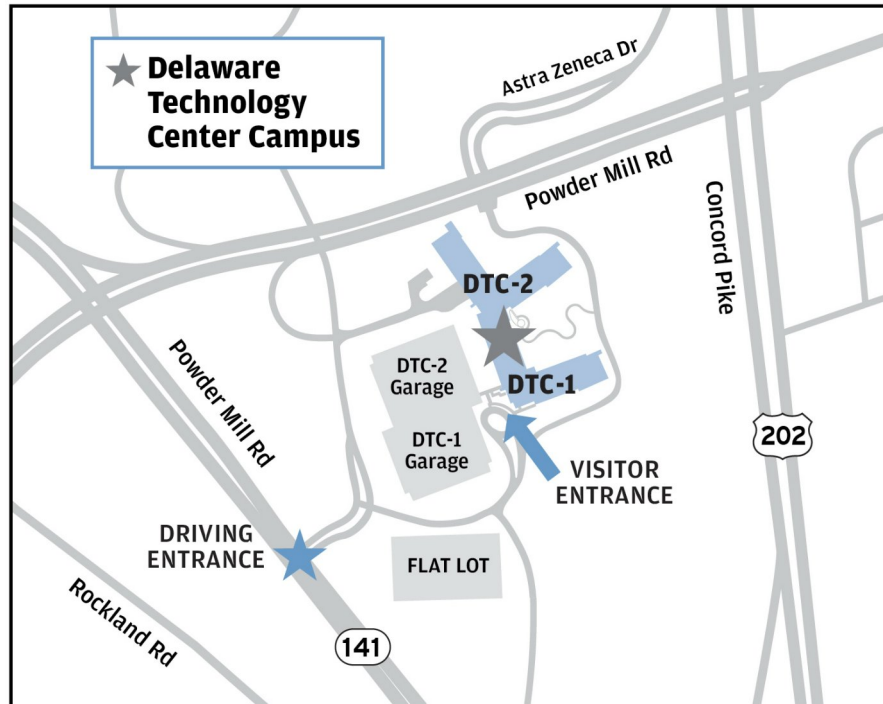 Delaware
Technology
Center Campus
Astra Zeneca Dr
Powder Mill Rd
Concord Pike
DTC-2
DTC-2
Garage
DTC-1
Powder Mill Rd
DTC-1
Garage
202
VISITOR
ENTRANCE
DRIVING
ENTRANCE
FLAT LOT
Rockland Rd
141